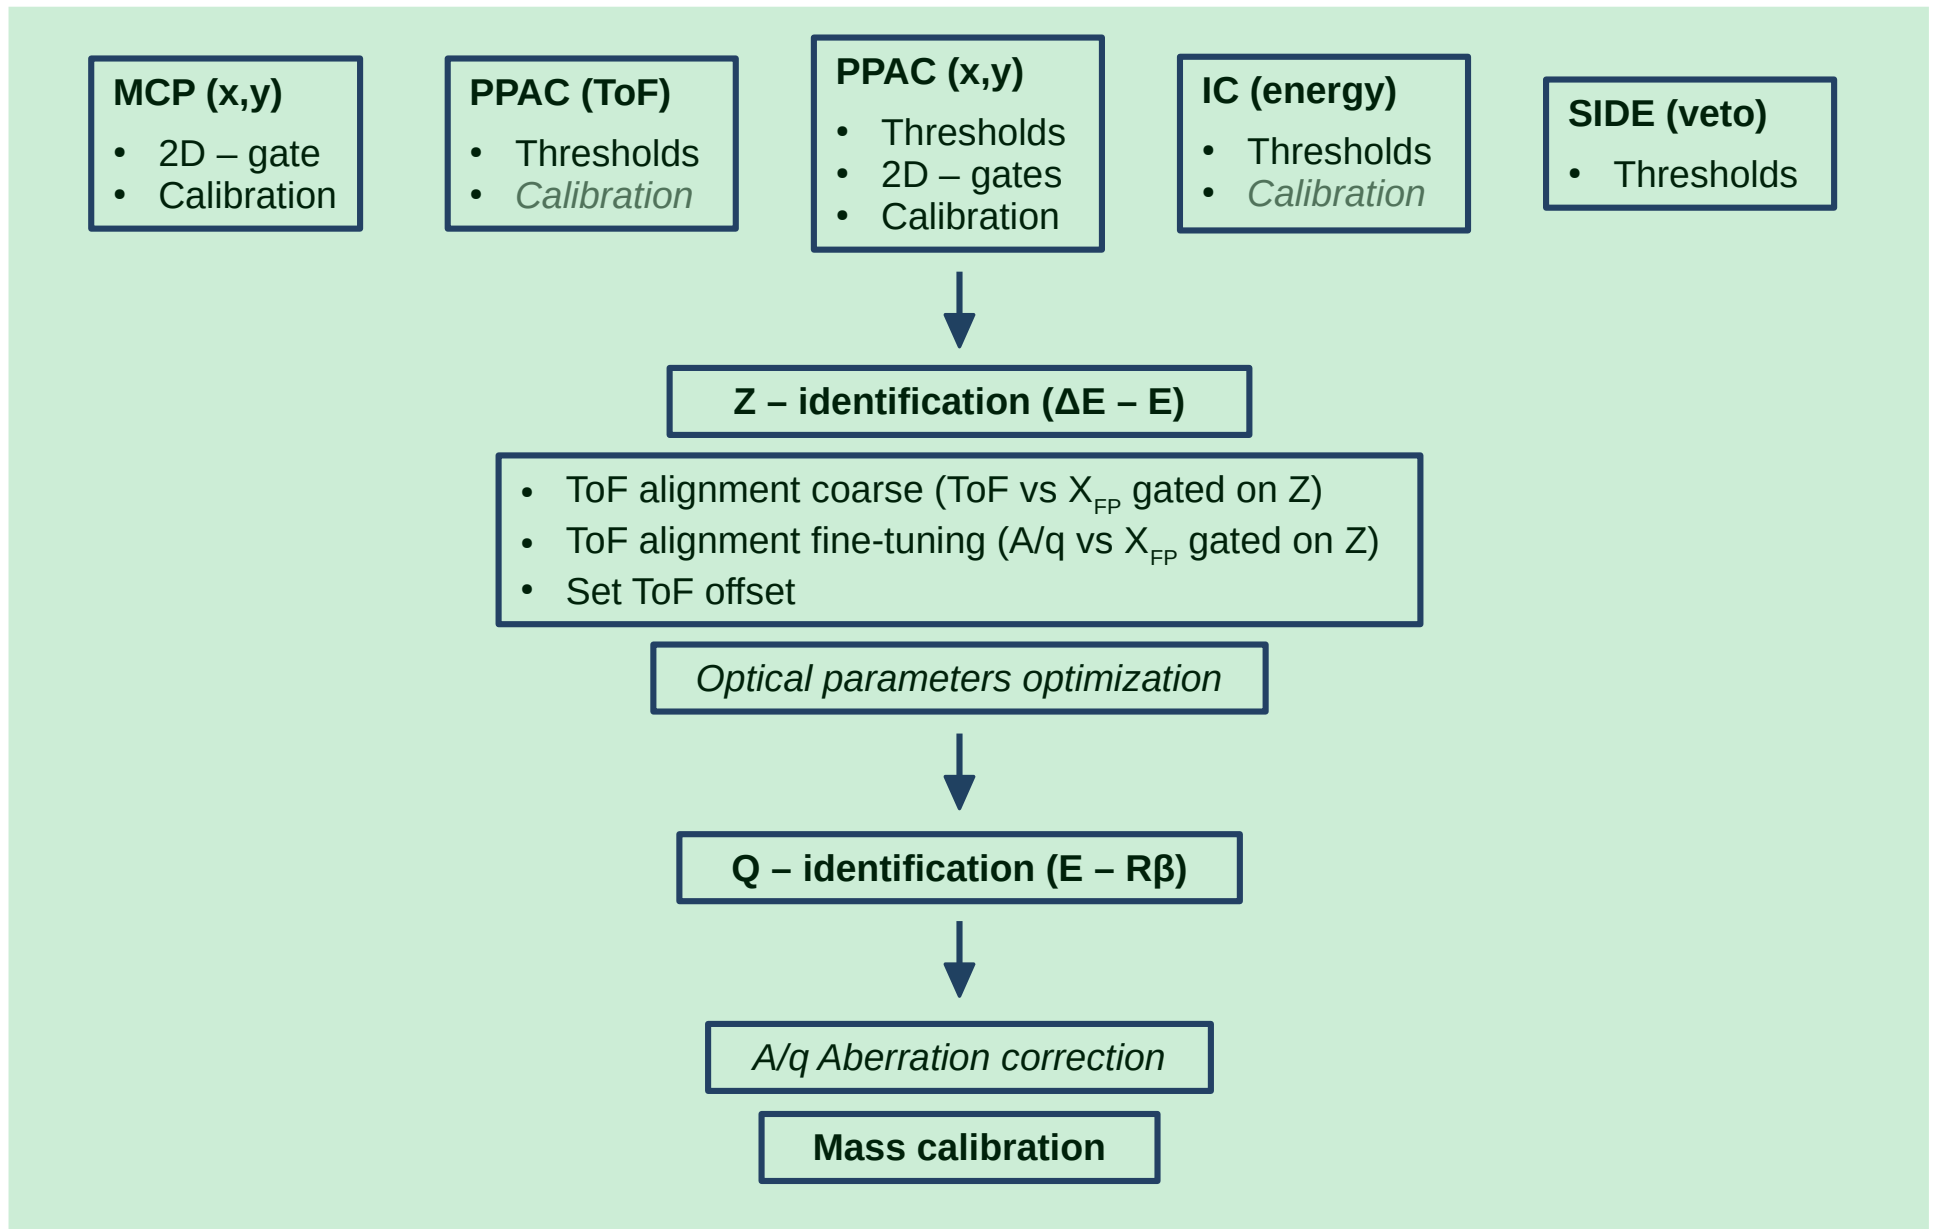 MCP (x,y)
• 2D – gate
• Calibration
PPAC (ToF)
• Thresholds
• Calibration
PPAC (x,y)
• Thresholds
• 2D – gates
• Calibration
IC (energy)
• Thresholds
• Calibration
SIDE (veto)
• Thresholds
Z – identification (ΔE – E)
• ToF alignment coarse (ToF vs X_FP gated on Z)
• ToF alignment fine-tuning (A/q vs X_FP gated on Z)
• Set ToF offset
Optical parameters optimization
Q – identification (E – Rβ)
A/q Aberration correction
Mass calibration